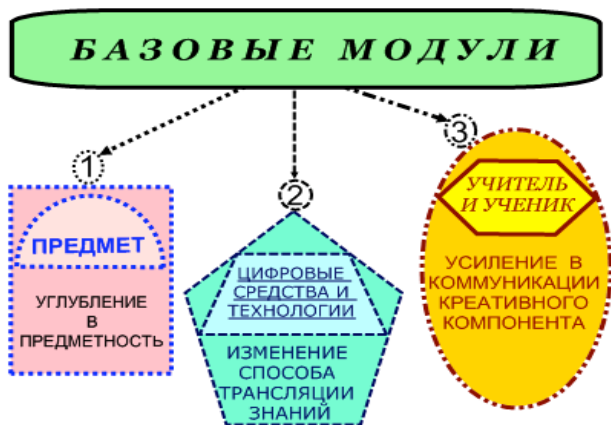 БАЗОВЫЕ МОДУЛИ
1
ПРЕДМЕТ
УГЛУБЛЕНИЕ
В
ПРЕДМЕТНОСТЬ
2
ЦИФРОВЫЕ
СРЕДСТВА И
ТЕХНОЛОГИИ
ИЗМЕНЕНИЕ
СПОСОБА
ТРАНСЛЯЦИИ
ЗНАНИЙ
3
УЧИТЕЛЬ
И УЧЕНИК
УСИЛЕНИЕ В
КОММУНИКАЦИИ
КРЕАТИВНОГО
КОМПОНЕНТА